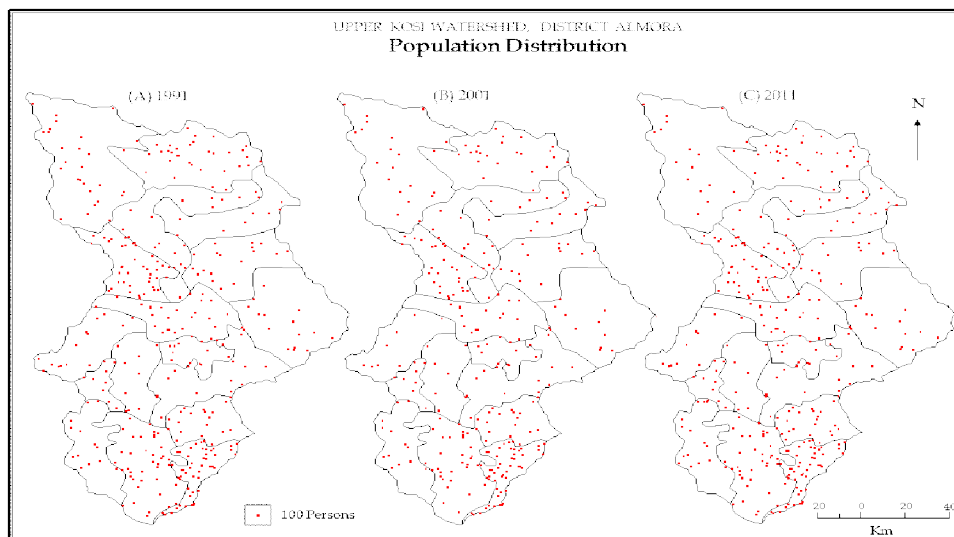 UPPER KOSI WATERSHED, DISTRICT ALMORA
Population Distribution
(A) 1991
(B) 2001
(C) 2011
N
100 Persons
20 0 20 40
Km